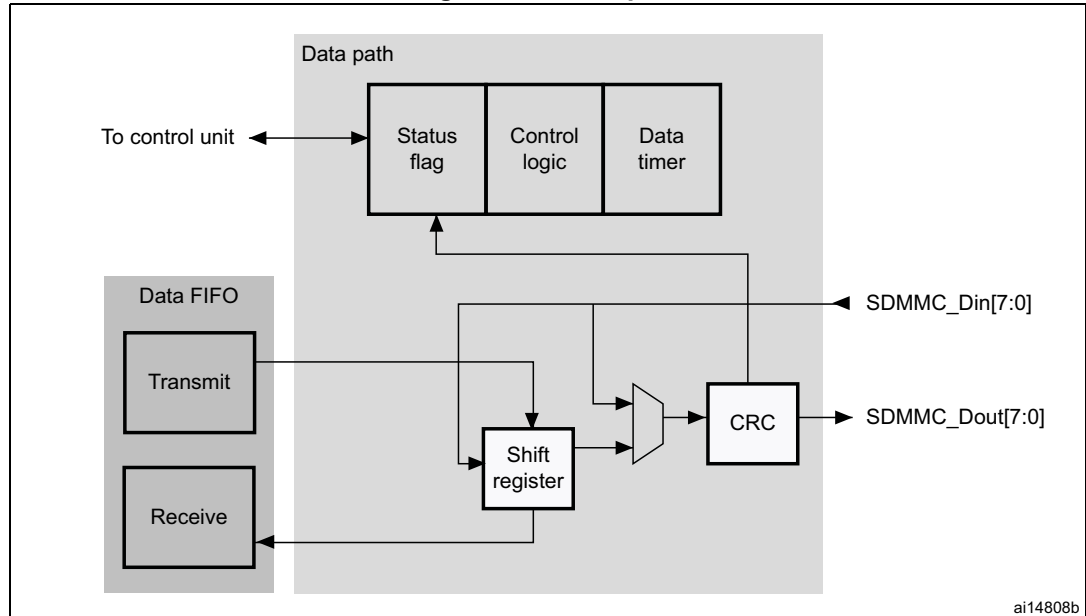 Data path
To control unit
Status
flag
Control
logic
Data
timer
Data FIFO
Transmit
Receive
Shift
register
CRC
SDMMC_Din[7:0]
SDMMC_Dout[7:0]
ai14808b